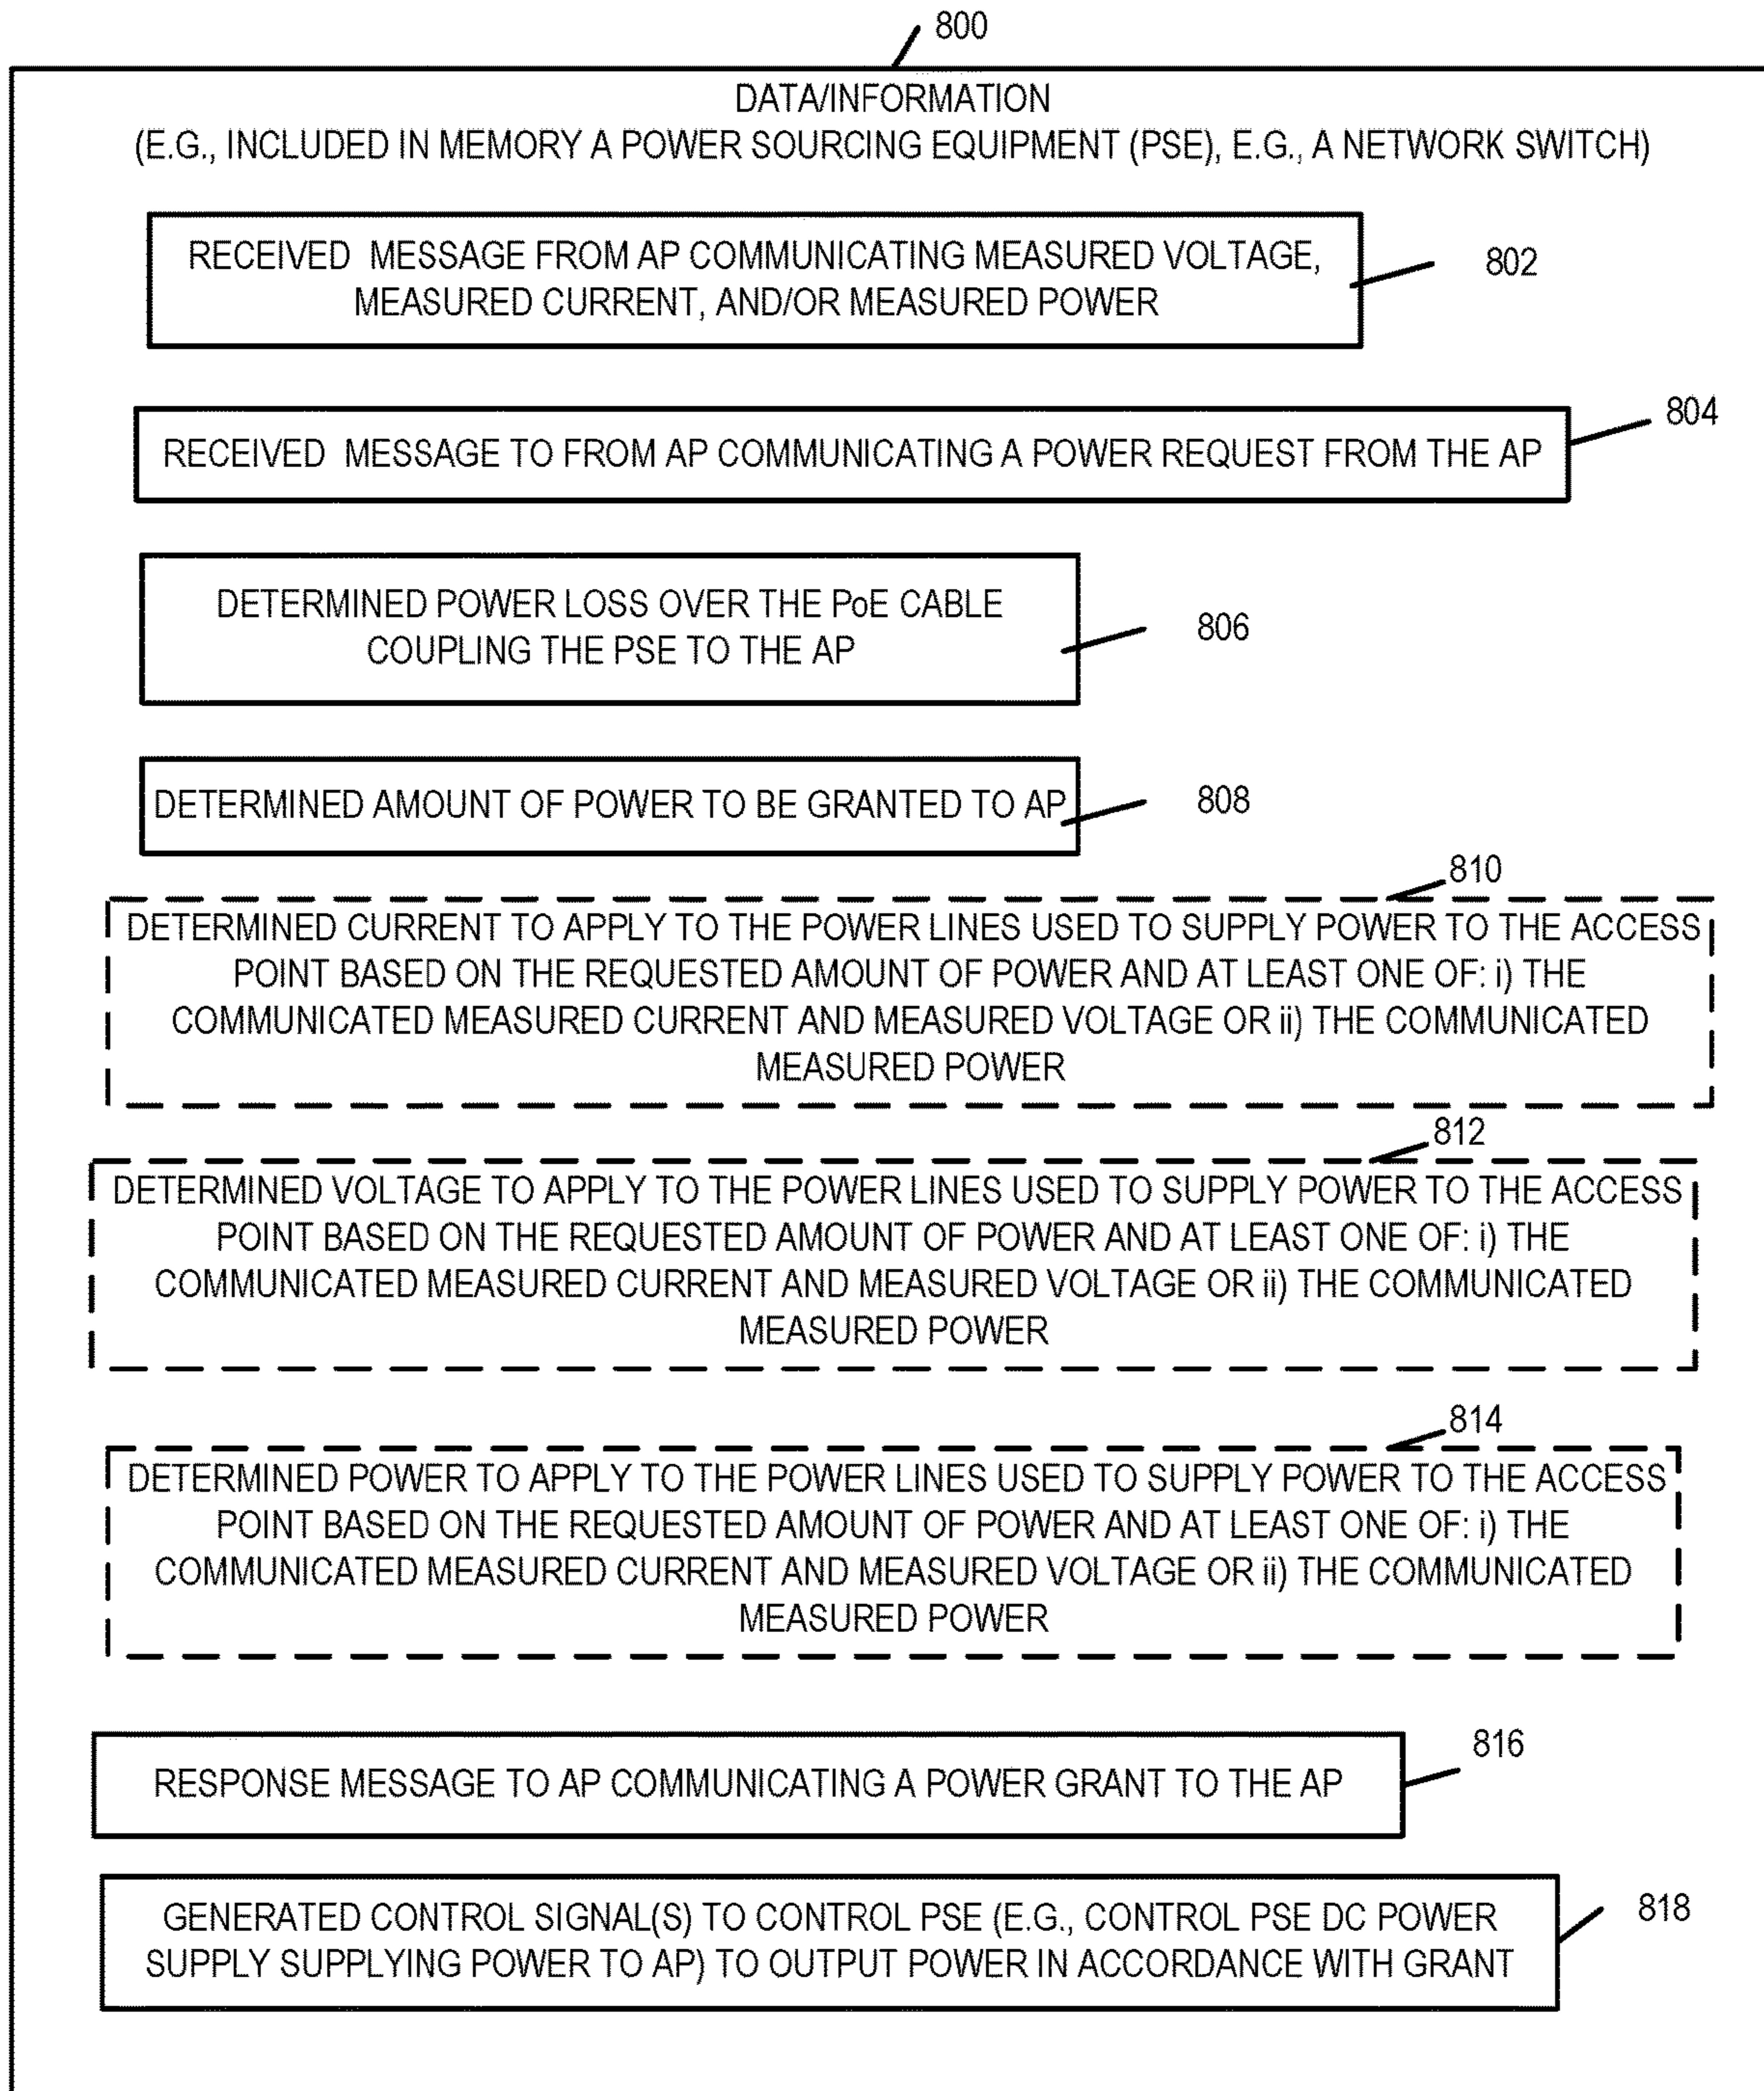 800
DATA/INFORMATION
(E.G., INCLUDED IN MEMORY A POWER SOURCING EQUIPMENT (PSE), E.G., A NETWORK SWITCH)
RECEIVED MESSAGE FROM AP COMMUNICATING MEASURED VOLTAGE,
MEASURED CURRENT, AND/OR MEASURED POWER
802
804
RECEIVED MESSAGE TO FROM AP COMMUNICATING A POWER REQUEST FROM THE AP
DETERMINED POWER LOSS OVER THE PoE CABLE
COUPLING THE PSE TO THE AP
806
DETERMINED AMOUNT OF POWER TO BE GRANTED TO AP
808
810
DETERMINED CURRENT TO APPLY TO THE POWER LINES USED TO SUPPLY POWER TO THE ACCESS
POINT BASED ON THE REQUESTED AMOUNT OF POWER AND AT LEAST ONE OF: i) THE
COMMUNICATED MEASURED CURRENT AND MEASURED VOLTAGE OR ii) THE COMMUNICATED
MEASURED POWER
812
DETERMINED VOLTAGE TO APPLY TO THE POWER LINES USED TO SUPPLY POWER TO THE ACCESS
POINT BASED ON THE REQUESTED AMOUNT OF POWER AND AT LEAST ONE OF: i) THE
COMMUNICATED MEASURED CURRENT AND MEASURED VOLTAGE OR ii) THE COMMUNICATED
MEASURED POWER
814
DETERMINED POWER TO APPLY TO THE POWER LINES USED TO SUPPLY POWER TO THE ACCESS
POINT BASED ON THE REQUESTED AMOUNT OF POWER AND AT LEAST ONE OF: i) THE
COMMUNICATED MEASURED CURRENT AND MEASURED VOLTAGE OR ii) THE COMMUNICATED
MEASURED POWER
816
RESPONSE MESSAGE TO AP COMMUNICATING A POWER GRANT TO THE AP
GENERATED CONTROL SIGNAL(S) TO CONTROL PSE (E.G., CONTROL PSE DC POWER
SUPPLY SUPPLYING POWER TO AP) TO OUTPUT POWER IN ACCORDANCE WITH GRANT
818